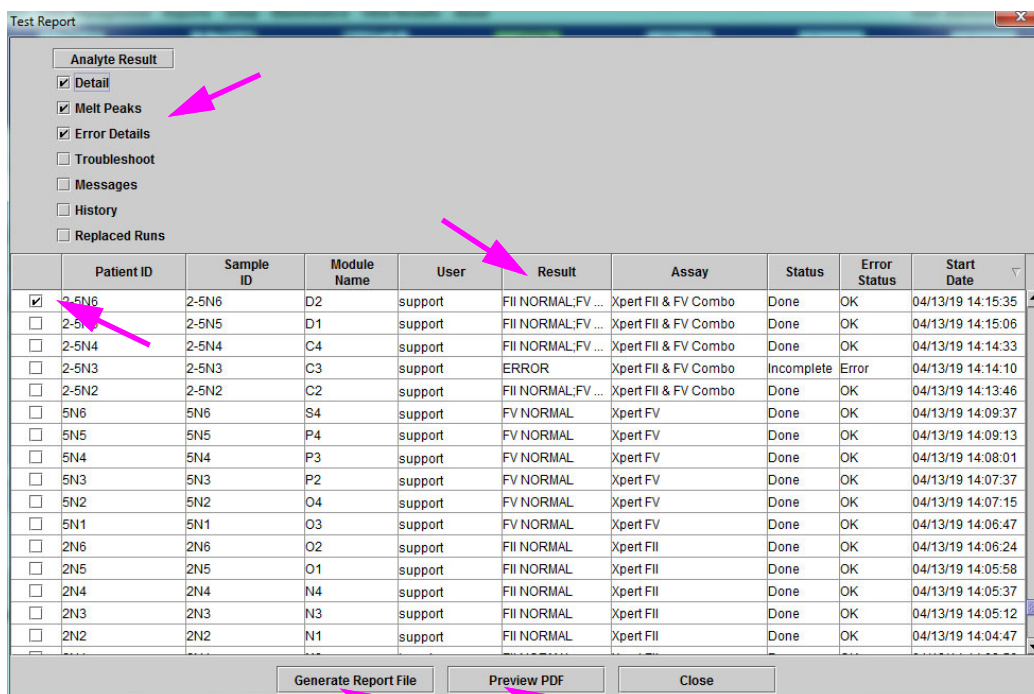 Test Report
Analyte Result
Detail
Melt Peaks
Error Details
Troubleshoot
Messages
History
Replaced Runs
Patient ID Sample ID Module Name User Result Assay Status Error Status Start Date
2-5N6 2-5N6 D2 support FII NORMAL;FV ... Xpert FII & FV Combo Done OK 04/13/19 14:15:35
2-5N5 D1 support FII NORMAL;FV ... Xpert FII & FV Combo Done OK 04/13/19 14:15:06
2-5N4 2-5N4 C4 support FII NORMAL;FV ... Xpert FII & FV Combo Done OK 04/13/19 14:14:33
2-5N3 2-5N3 C3 support ERROR Xpert FII & FV Combo Incomplete Error 04/13/19 14:14:10
2-5N2 2-5N2 C2 support FII NORMAL;FV ... Xpert FII & FV Combo Done OK 04/13/19 14:13:46
5N6 5N6 S4 support FV NORMAL Xpert FV Done OK 04/13/19 14:09:37
5N5 5N5 P4 support FV NORMAL Xpert FV Done OK 04/13/19 14:09:13
5N4 5N4 P3 support FV NORMAL Xpert FV Done OK 04/13/19 14:08:01
5N3 5N3 P2 support FV NORMAL Xpert FV Done OK 04/13/19 14:07:37
5N2 5N2 O4 support FV NORMAL Xpert FV Done OK 04/13/19 14:07:15
5N1 5N1 O3 support FV NORMAL Xpert FV Done OK 04/13/19 14:06:47
2N6 2N6 O2 support FII NORMAL Xpert FII Done OK 04/13/19 14:06:24
2N5 2N5 O1 support FII NORMAL Xpert FII Done OK 04/13/19 14:05:58
2N4 2N4 N4 support FII NORMAL Xpert FII Done OK 04/13/19 14:05:37
2N3 2N3 N3 support FII NORMAL Xpert FII Done OK 04/13/19 14:05:12
2N2 2N2 N1 support FII NORMAL Xpert FII Done OK 04/13/19 14:04:47
Generate Report File Preview PDF Close